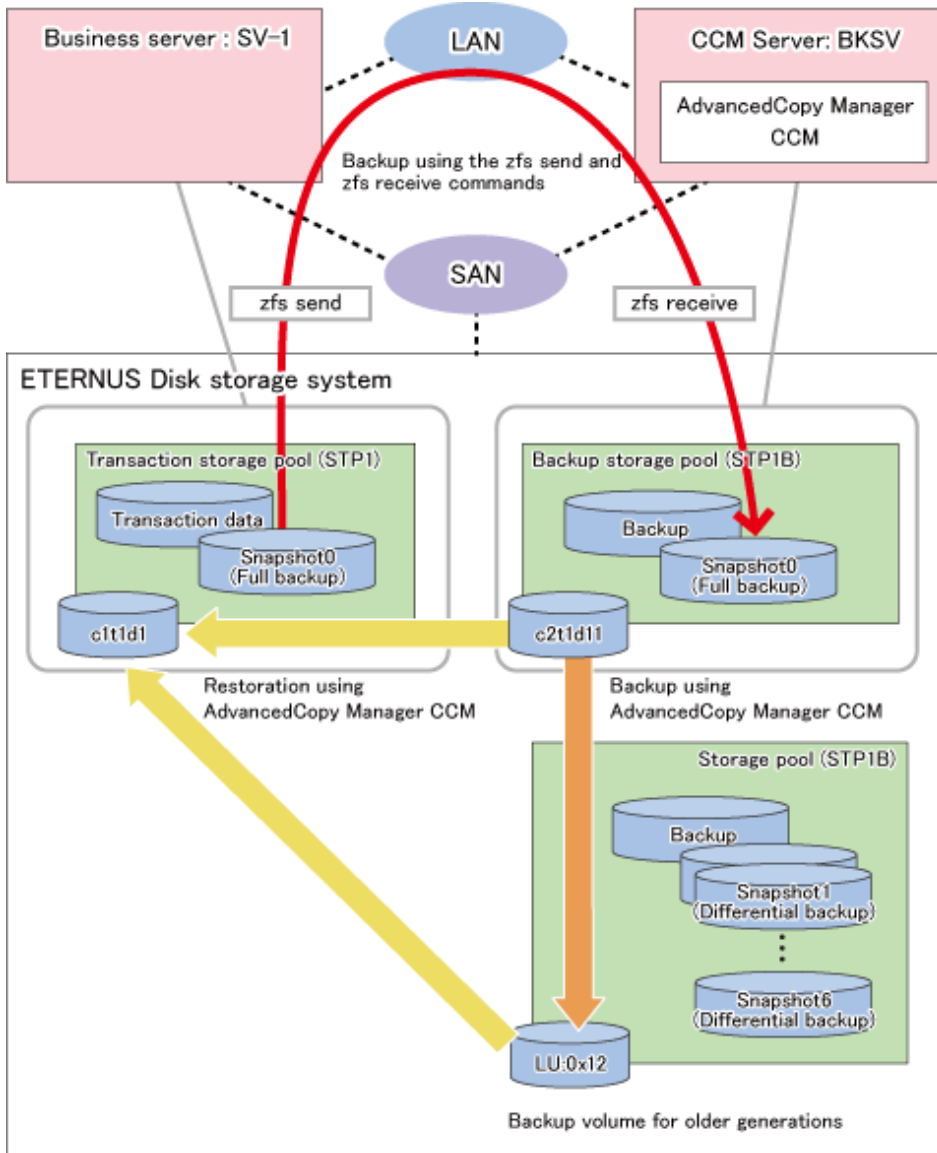 Business server : SV-1
LAN
CCM Server: BKSV
AdvancedCopy Manager
CCM
Backup using the zfs send and
zfs receive commands
SAN
zfs send
zfs receive
ETERNUS Disk storage system
Transaction storage pool (STP1)
Transaction data
Snapshot0
(Full backup)
c1t1d1
Backup storage pool (STP1B)
Backup
Snapshot0
(Full backup)
c2t1d11
Restoration using
AdvancedCopy Manager CCM
Backup using
AdvancedCopy Manager CCM
Storage pool (STP1B)
Backup
Snapshot1
(Differential backup)
Snapshot6
(Differential backup)
LU:0x12
Backup volume for older generations